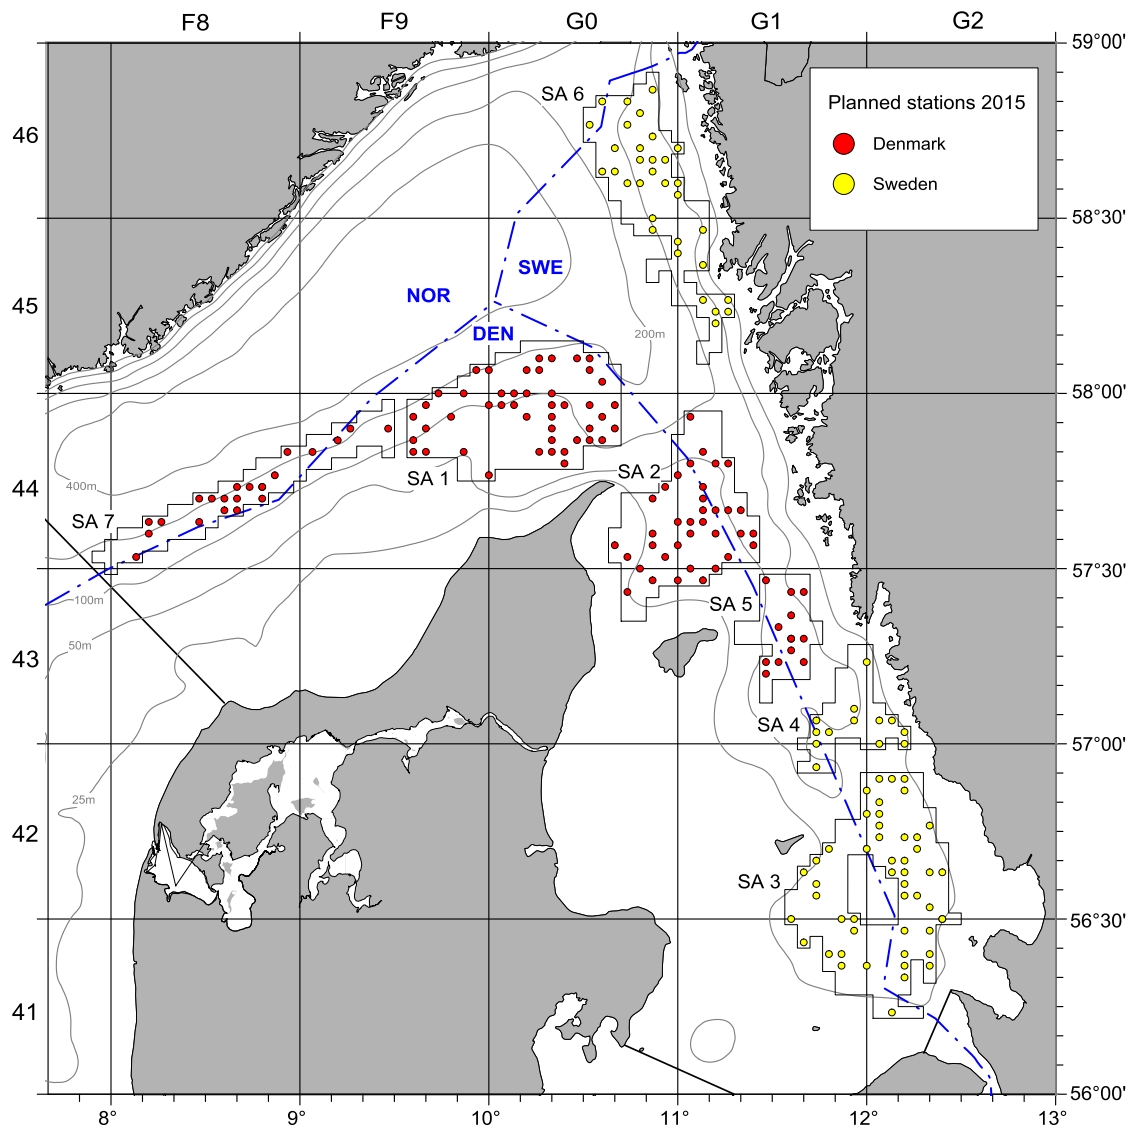 F8 F9 G0 G1 G2
59°00'
SA 6
Planned stations 2015
46
Denmark
Sweden
58°30'
SWE
NOR
45
DEN
200m
58°00'
SA 1
SA 2
44
400m
SA 7
57°30'
100m
SA 5
50m
43
SA 4
57°00'
25m
42
SA 3
56°30'
41
56°00'
8° 9° 10° 11° 12° 13°